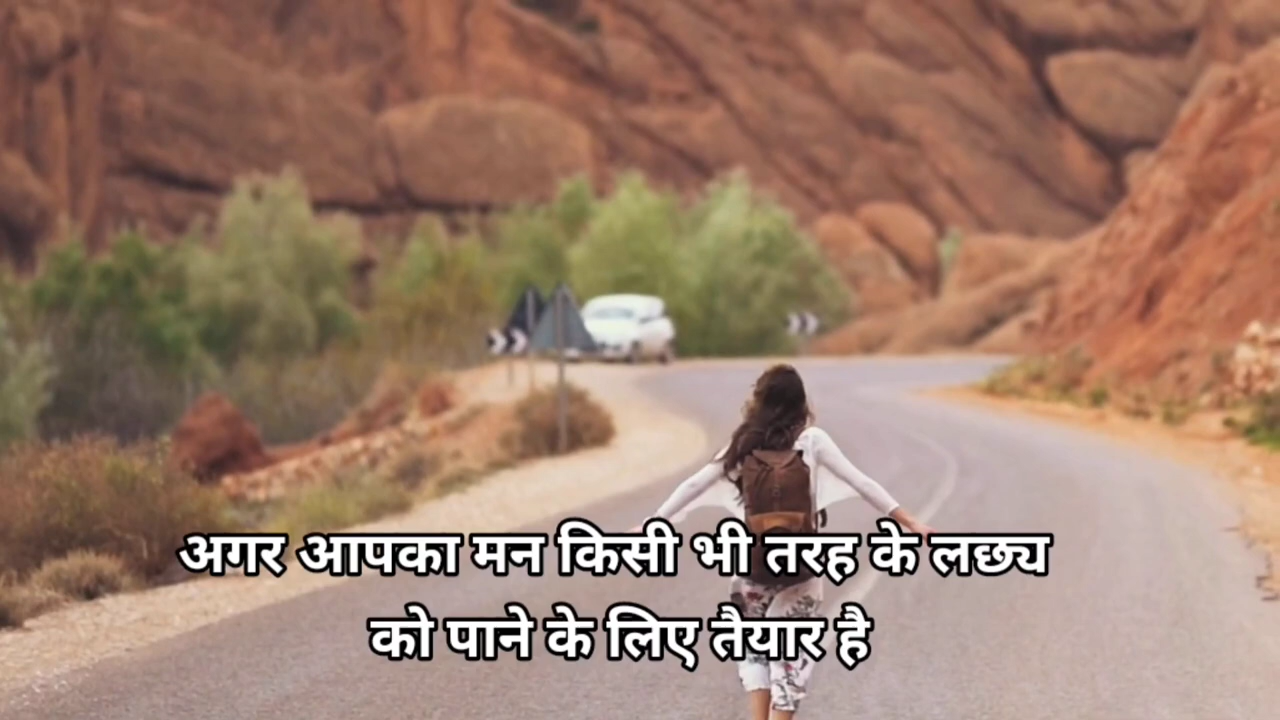 अगर आपका मन किसी भी तरह के लछ्य
को पाने के लिए तैयार है